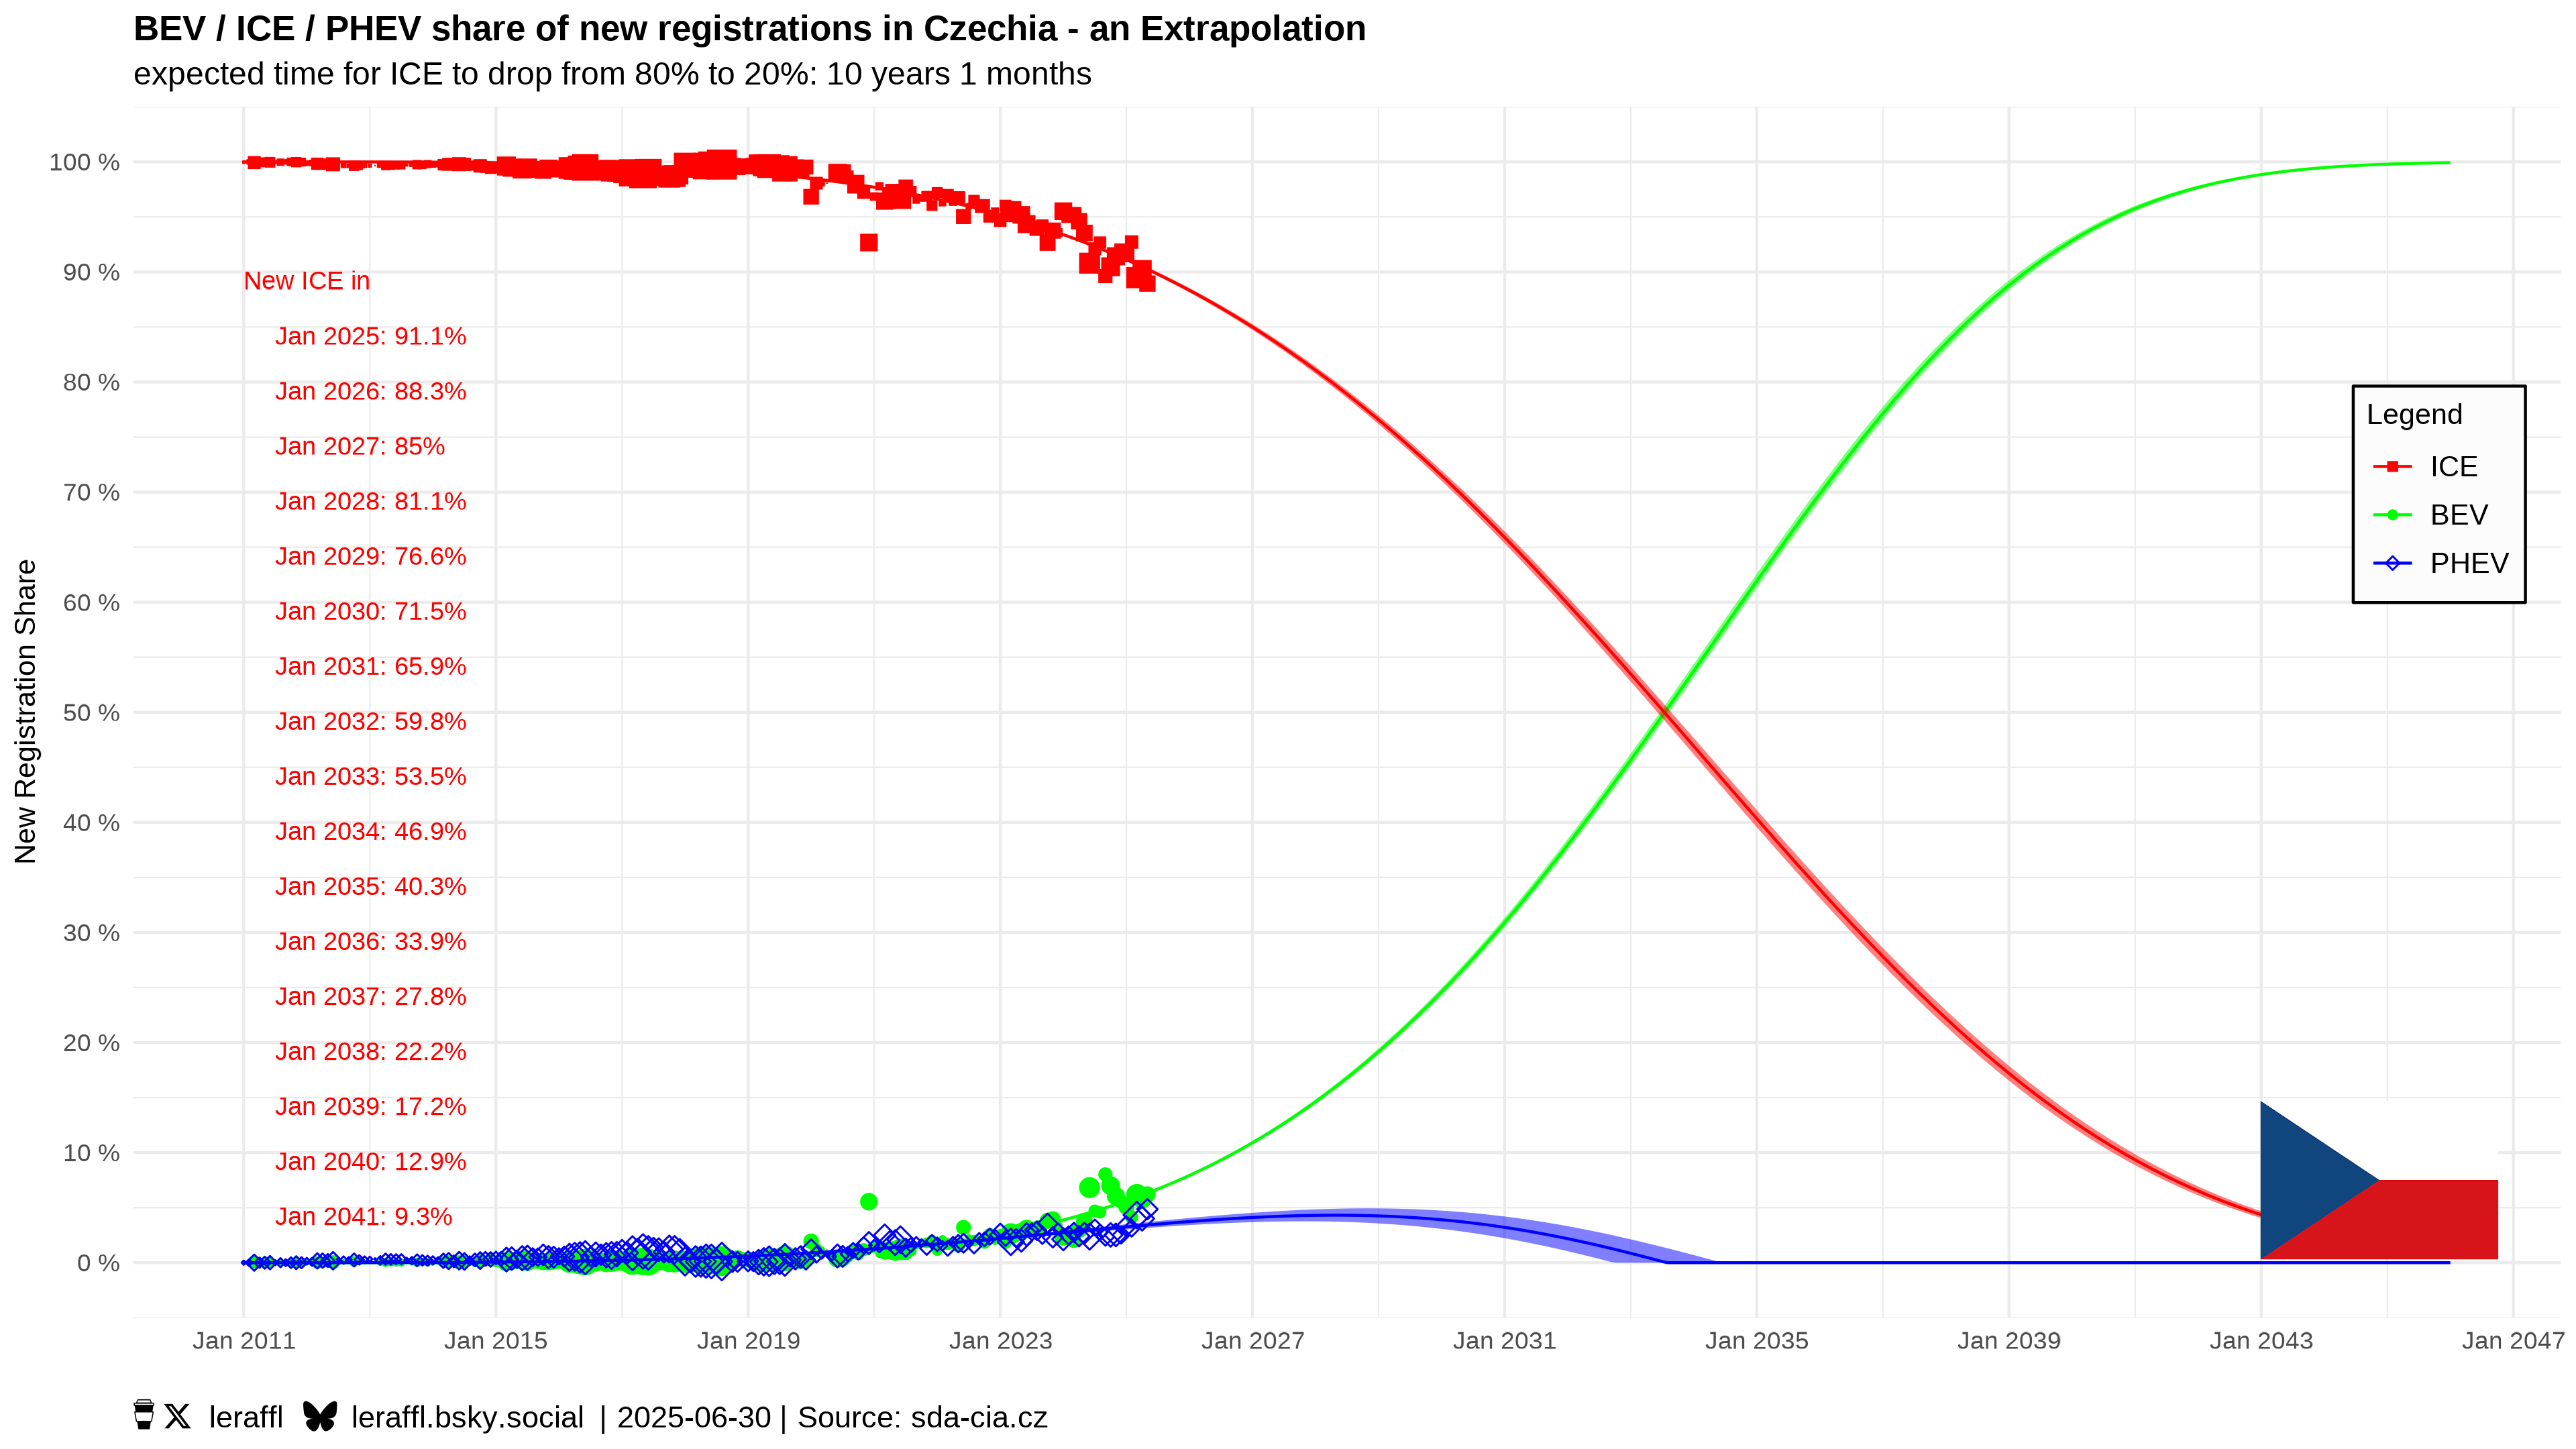 BEV / ICE / PHEV share of new registrations in Czechia - an Extrapolation
expected time for ICE to drop from 80% to 20%: 10 years 1 months
New Registration Share
100 %
90 %
80 %
70 %
60 %
50 %
40 %
30 %
20 %
10 %
0 %
New ICE in
Jan 2025: 91.1%
Jan 2026: 88.3%
Jan 2027: 85%
Jan 2028: 81.1%
Jan 2029: 76.6%
Jan 2030: 71.5%
Jan 2031: 65.9%
Jan 2032: 59.8%
Jan 2033: 53.5%
Jan 2034: 46.9%
Jan 2035: 40.3%
Jan 2036: 33.9%
Jan 2037: 27.8%
Jan 2038: 22.2%
Jan 2039: 17.2%
Jan 2040: 12.9%
Jan 2041: 9.3%
Legend
ICE
BEV
PHEV
Jan 2011 Jan 2015 Jan 2019 Jan 2023 Jan 2027 Jan 2031 Jan 2035 Jan 2039 Jan 2043 Jan 2047
leraffl leraffl.bsky.social | 2025-06-30 | Source: sda-cia.cz